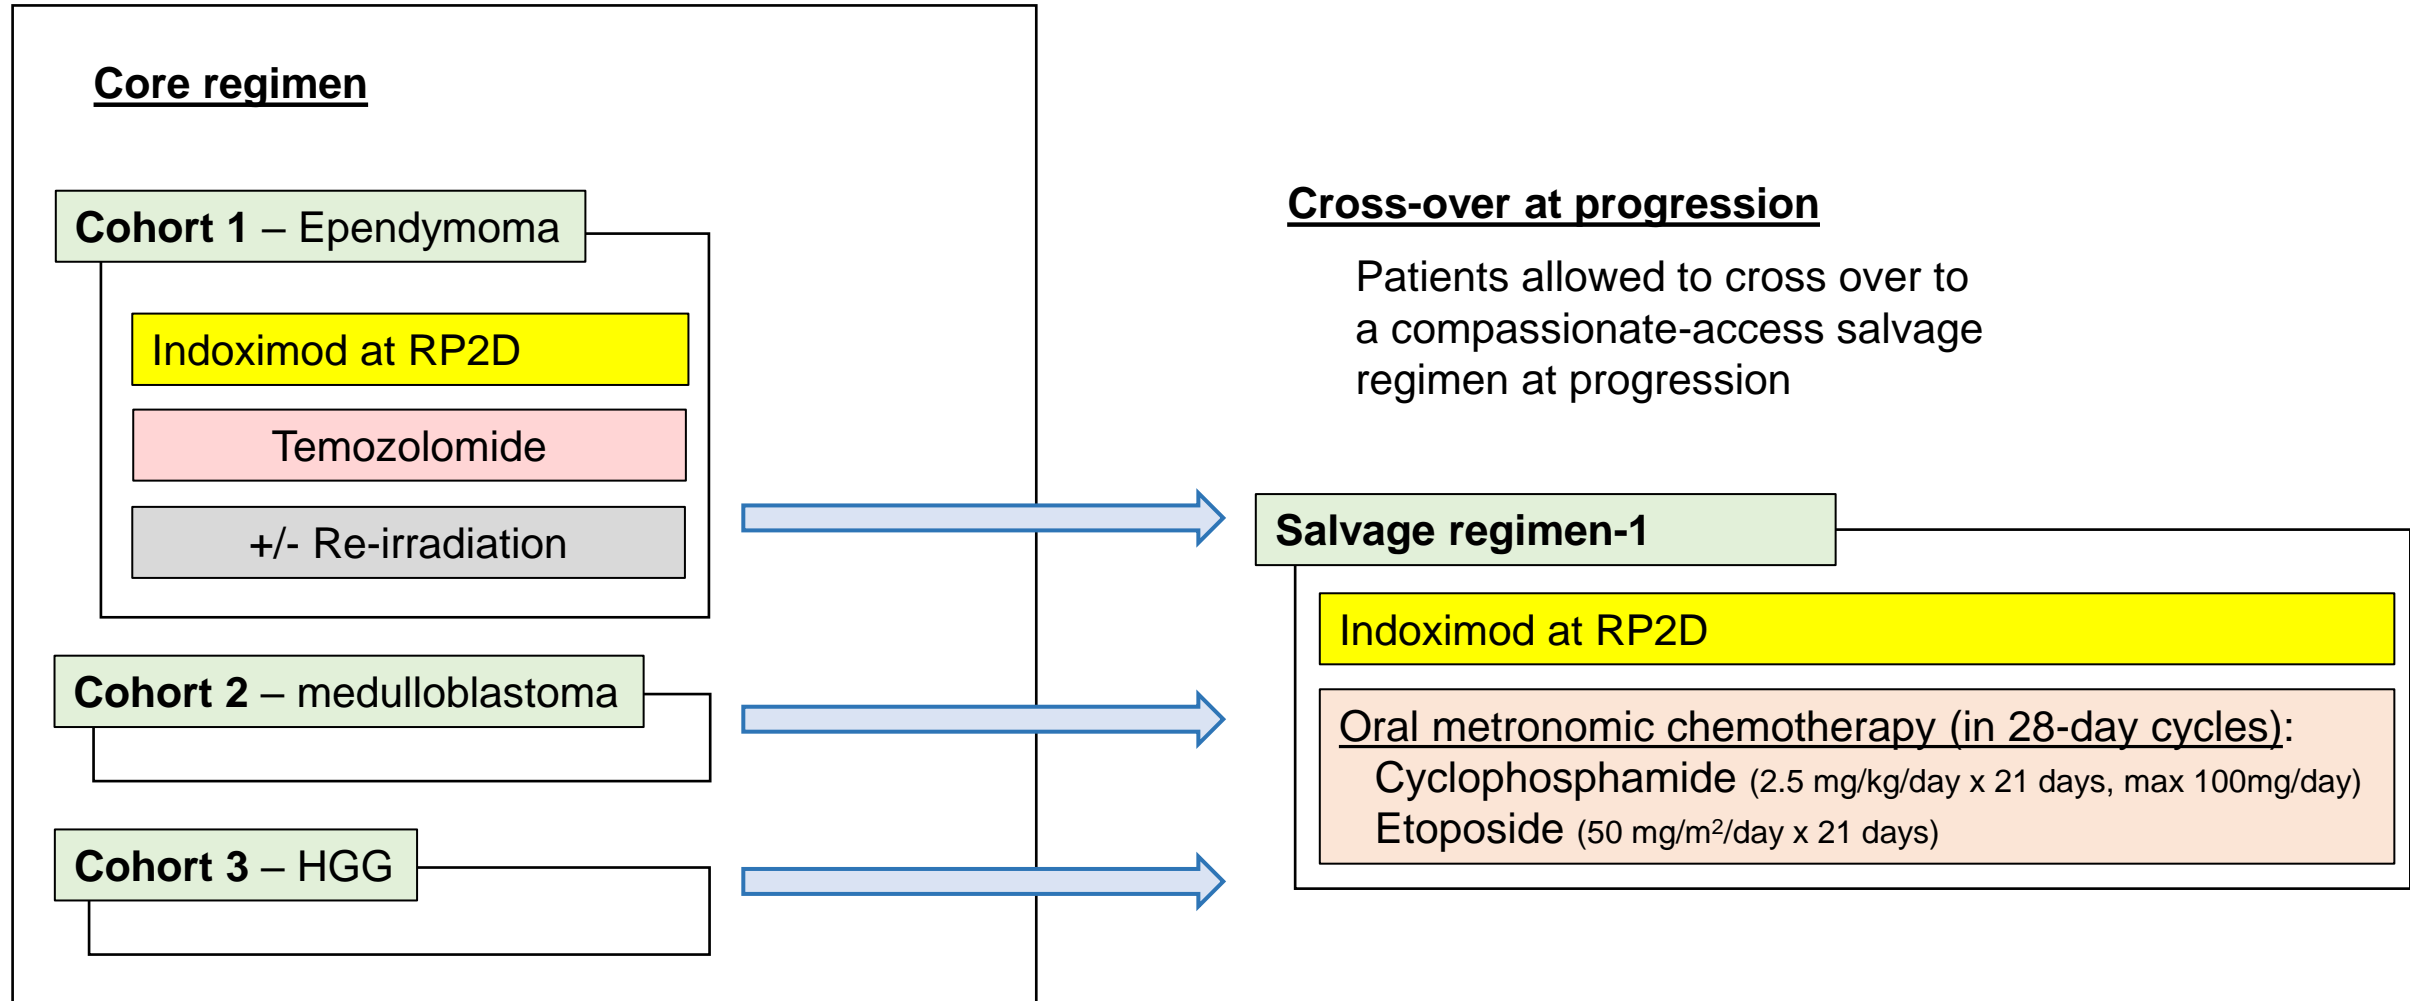 Core regimen
Cohort 1 – Ependymoma
Indoximod at RP2D
Temozolomide
+/- Re-irradiation
Cohort 2 – medulloblastoma
Cohort 3 – HGG
Cross-over at progression
Patients allowed to cross over to
a compassionate-access salvage
regimen at progression
Salvage regimen-1
Indoximod at RP2D
Oral metronomic chemotherapy (in 28-day cycles):
Cyclophosphamide (2.5 mg/kg/day x 21 days, max 100mg/day)
Etoposide (50 mg/m²/day x 21 days)